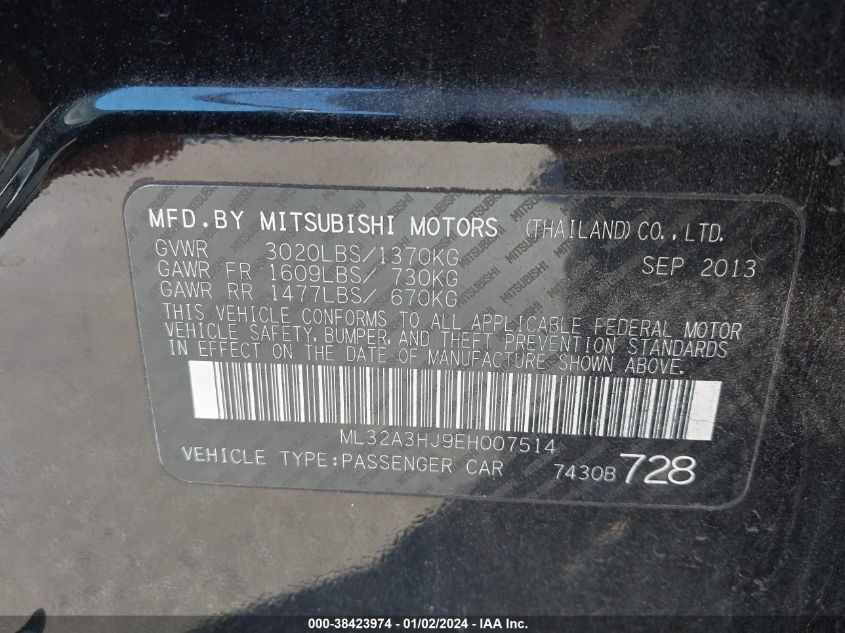 MFD.BY MITSUBISHI MOTORS (THAILAND) CO.,LTD.
GVWR 3020LBS/1370KG SEP 2013
GAWR FR 1609LBS/ 730KG
GAWR RR 1477LBS/ 670KG
THIS VEHICLE CONFORMS TO ALL APPLICABLE FEDERAL MOTOR
VEHICLE SAFETY, BUMPER, AND THEFT PREVENTION STANDARDS
IN EFFECT ON THE DATE OF MANUFACTURE SHOWN ABOVE.
ML32A3HJ9EH007514
VEHICLE TYPE:PASSENGER CAR 7430B 728
000-38423974 - 01/02/2024 - IAA Inc.